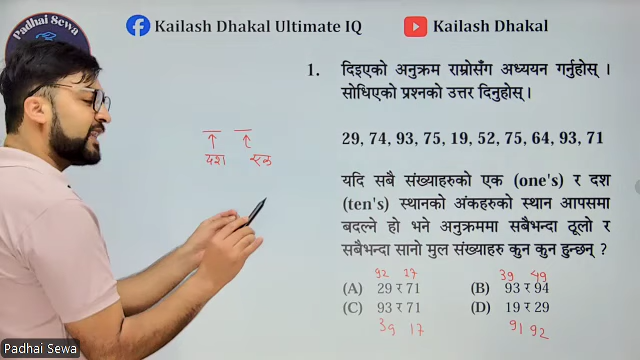 Padhai Sewa
Kailash Dhakal Ultimate IQ
Kailash Dhakal
1. दिइएको अनुक्रम राम्रोसँग अध्ययन गर्नुहोस् ।
सोधिएको प्रश्नको उत्तर दिनुहोस् ।
29, 74, 93, 75, 19, 52, 75, 64, 93, 71
दश एक
यदि सबै संख्याहरुको एक (one's) र दश
(ten's) स्थानको अंकहरुको स्थान आपसमा
बदल्ने हो भने अनुक्रममा सबैभन्दा ठूलो र
सबैभन्दा सानो मुल संख्याहरु कुन कुन हुन्छन् ?
92 27 39 49
(A) 29 र 71 (B) 93 र 94
(C) 93 र 71 (D) 19 र 29
39 17 91 92
Padhai Sewa